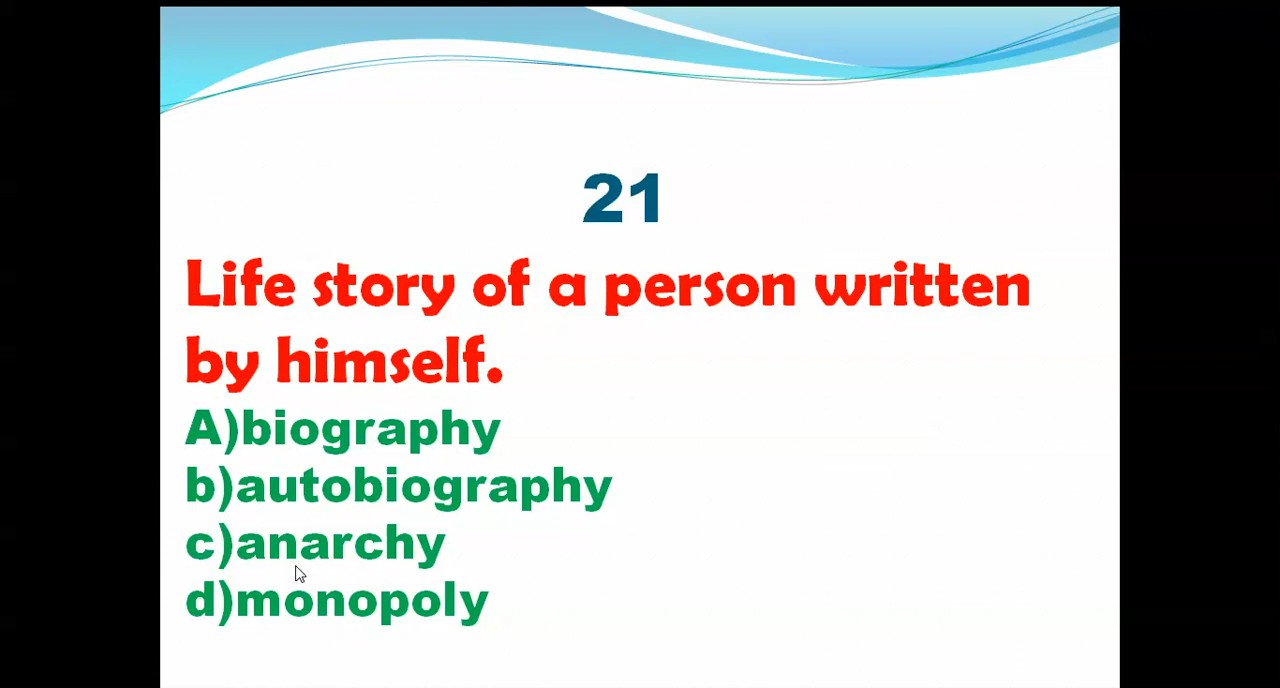 21
Life story of a person written
by himself.
A)biography
b)autobiography
c)anarchy
d)monopoly